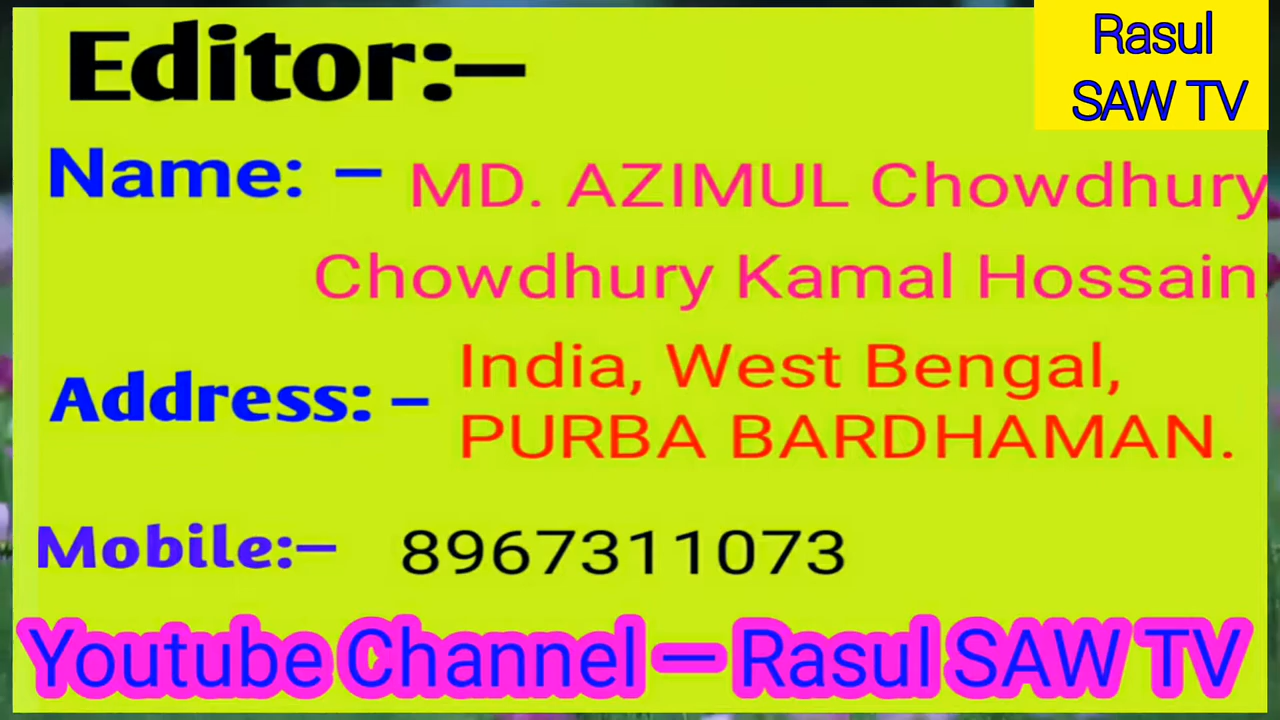 Rasul
SAW TV
Editor:–
Name: – MD. AZIMUL Chowdhury
Chowdhury Kamal Hossain
Address: – India, West Bengal,
PURBA BARDHAMAN.
Mobile:– 8967311073
Youtube Channel – Rasul SAW TV